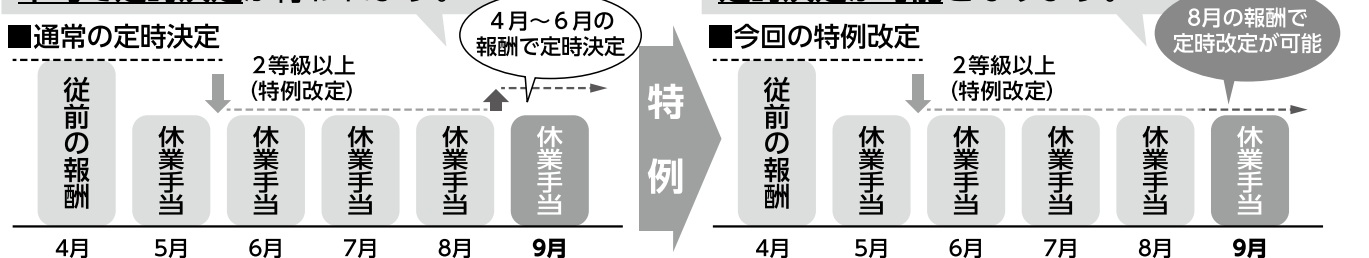 ■通常の定時決定
4月～6月の
報酬で定時決定
2等級以上
(特例改定)
従前の報酬
休業手当
休業手当
休業手当
休業手当
休業手当
4月
5月
6月
7月
8月
9月
特例
■今回の特例改定
8月の報酬で
定時改定が可能
2等級以上
(特例改定)
従前の報酬
休業手当
休業手当
休業手当
休業手当
休業手当
4月
5月
6月
7月
8月
9月